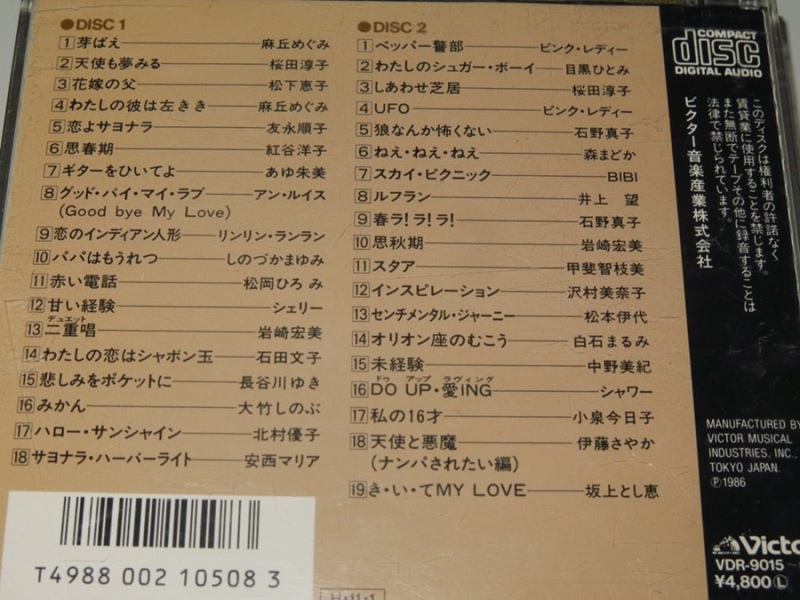 ●DISC 1
1 芽ばえ 麻丘めぐみ
2 天使も夢みる 桜田淳子
3 花嫁の父 松下恵子
4 わたしの彼は左きき 麻丘めぐみ
5 恋よサヨナラ 友永順子
6 思春期 紅谷洋子
7 ギターをひいてよ あゆ朱美
8 グッド・バイ・マイ・ラブ アン・ルイス
(Good bye My Love)
9 恋のインディアン人形 リンリン・ランラン
10 パパはもうれつ しのづかまゆみ
11 赤い電話 松岡ひろみ
12 甘い経験 シェリー
デュエット
13 二重唱 岩崎宏美
14 わたしの恋はシャボン玉 石田文子
15 悲しみをポケットに 長谷川ゆき
16 みかん 大竹しのぶ
17 ハロー・サンシャイン 北村優子
18 サヨナラ・ハーバーライト 安西マリア
●DISC 2
1 ペッパー警部 ピンク・レディー
2 わたしのシュガー・ボーイ 目黒ひとみ
3 しあわせ芝居 桜田淳子
4 UFO ピンク・レディー
5 狼なんか怖くない 石野真子
6 ねえ・ねえ・ねえ 森まどか
7 スカイ・ピクニック BIBI
8 ルフラン 井上 望
9 春ラ!ラ!ラ! 石野真子
10 思秋期 岩崎宏美
11 スタア 甲斐智枝美
12 インスピレーション 沢村美奈子
13 センチメンタル・ジャーニー 松本伊代
14 オリオン座のむこう 白石まるみ
15 未経験 中野美紀
ドゥ アップ ラヴィング
16 DO UP・愛ING シャワー
17 私の16才 小泉今日子
18 天使と悪魔 伊藤さやか
(ナンパされたい編)
19 き・い・てMY LOVE 坂上とし恵
COMPACT
disc
DIGITAL AUDIO
このディスクは権利者の許諾なく
賃貸業に使用することを禁じます。
また無断でテープその他に録音することは
法律で禁じられています。
ビクター音楽産業株式会社
MANUFACTURED BY
VICTOR MUSICAL
INDUSTRIES, INC.,
TOKYO JAPAN.
Ⓟ1986
Victo
VDR-9015
¥4,800Ⓛ
T4988 002 10508 3
H・11・1